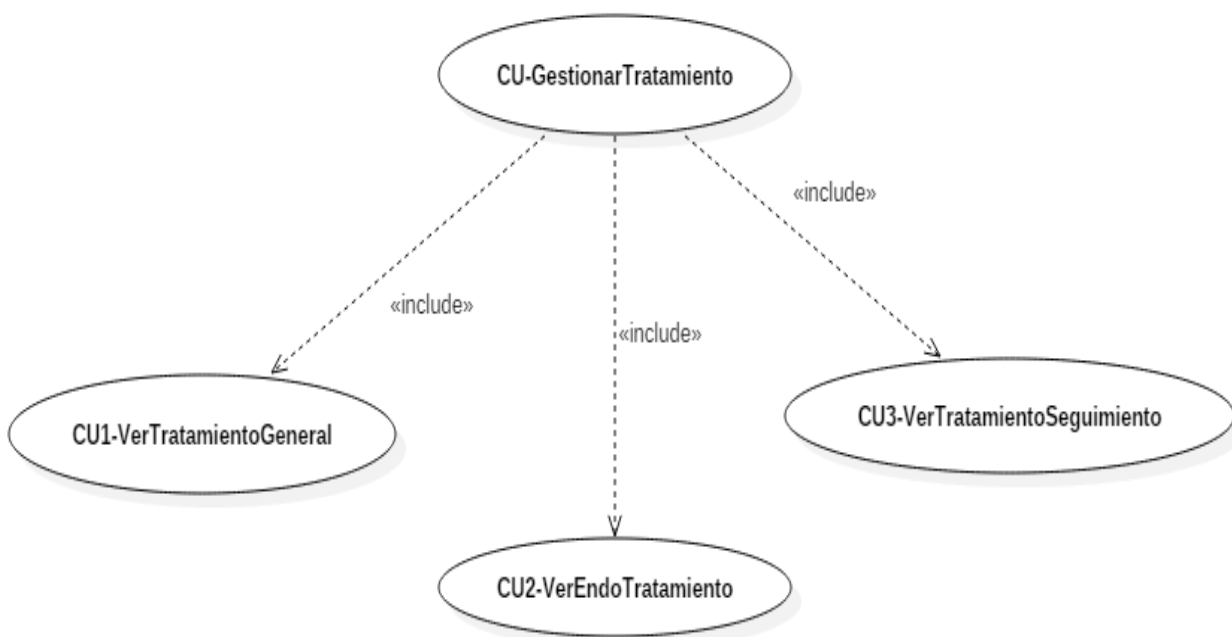 CU-GestionarTratamiento
«include»
«include»
«include»
CU1-VerTratamientoGeneral
CU3-VerTratamientoSeguimiento
CU2-VerEndoTratamiento